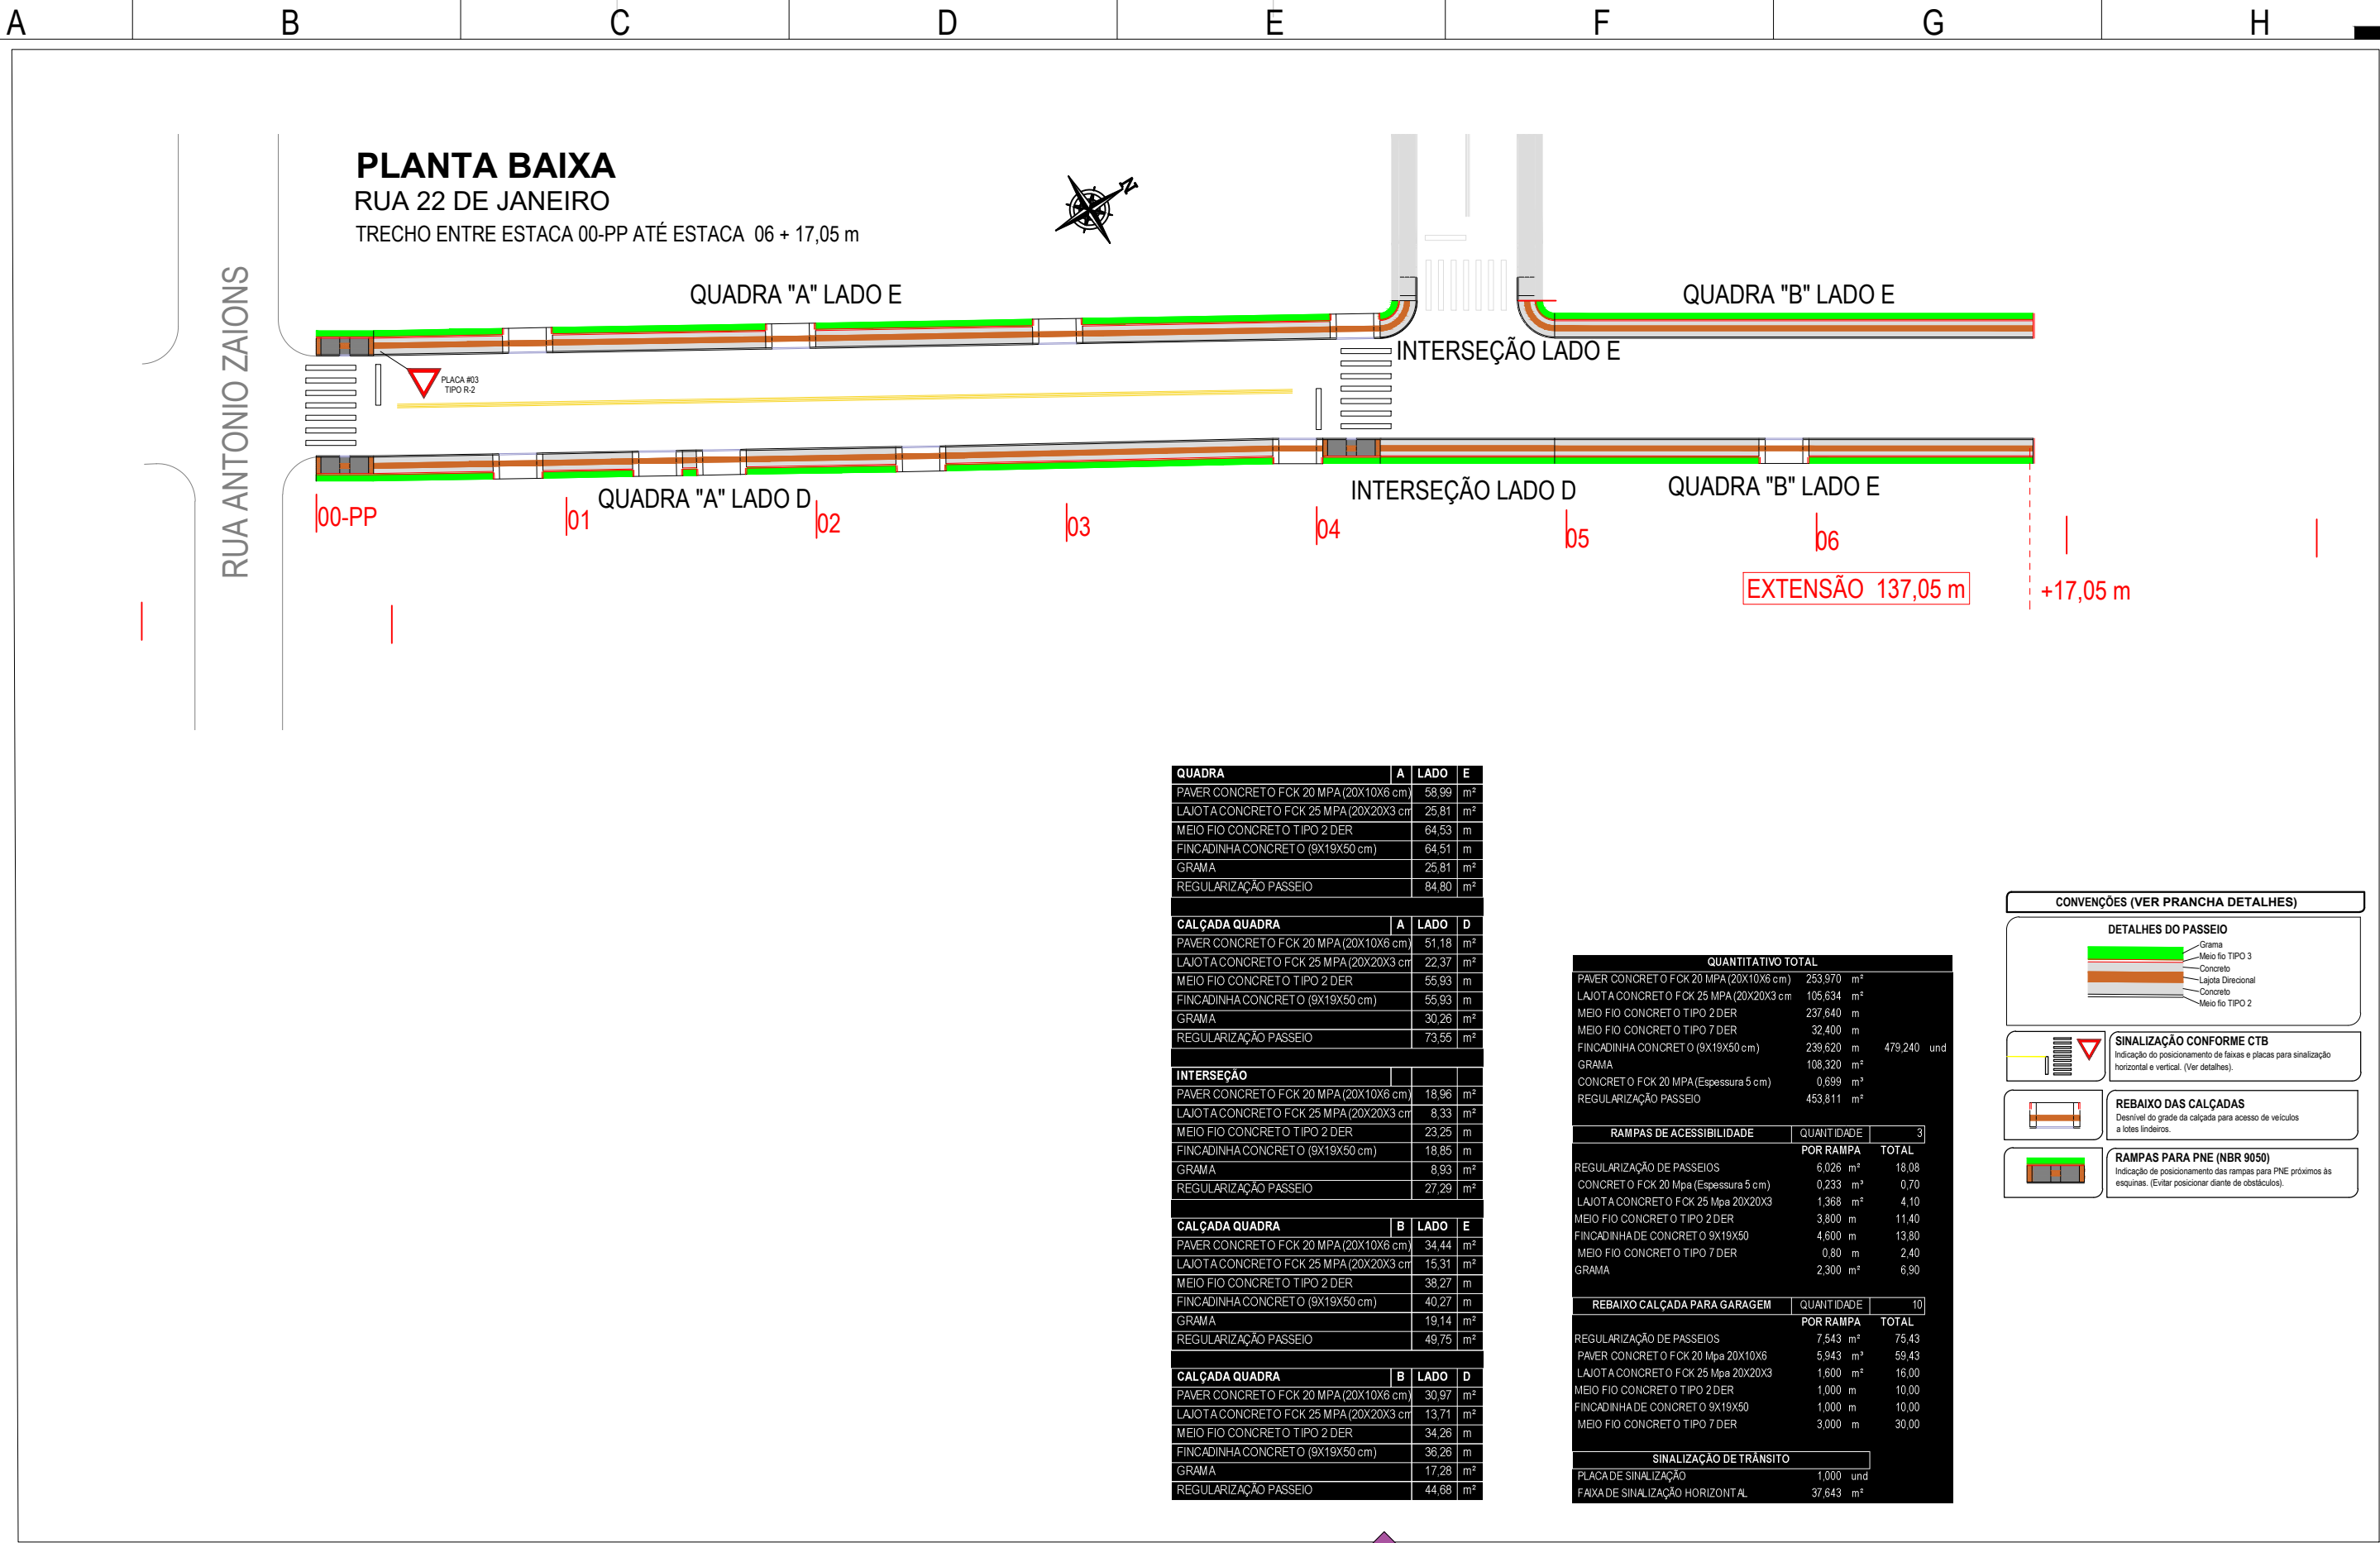 A B C D E F G H
PLANTA BAIXA
RUA 22 DE JANEIRO
TRECHO ENTRE ESTACA 00-PP ATÉ ESTACA 06 + 17,05 m
N
RUA ANTONIO ZAIONS
QUADRA "A" LADO E
QUADRA "B" LADO E
INTERSEÇÃO LADO E
PLACA #03
TIPO R-2
QUADRA "A" LADO D
INTERSEÇÃO LADO D
QUADRA "B" LADO E
00-PP
01
02
03
04
05
06
EXTENSÃO 137,05 m
+17,05 m
QUADRA A LADO E
PAVER CONCRETO FCK 20 MPA (20X10X6 cm) 58,99 m²
LAJOTA CONCRETO FCK 25 MPA (20X20X3 cm 25,81 m²
MEIO FIO CONCRETO TIPO 2 DER 64,53 m
FINCADINHA CONCRETO (9X19X50 cm) 64,51 m
GRAMA 25,81 m²
REGULARIZAÇÃO PASSEIO 84,80 m²
CALÇADA QUADRA A LADO D
PAVER CONCRETO FCK 20 MPA (20X10X6 cm) 51,18 m²
LAJOTA CONCRETO FCK 25 MPA (20X20X3 cm 22,37 m²
MEIO FIO CONCRETO TIPO 2 DER 55,93 m
FINCADINHA CONCRETO (9X19X50 cm) 55,93 m
GRAMA 30,26 m²
REGULARIZAÇÃO PASSEIO 73,55 m²
INTERSEÇÃO
PAVER CONCRETO FCK 20 MPA (20X10X6 cm) 18,96 m²
LAJOTA CONCRETO FCK 25 MPA (20X20X3 cm 8,33 m²
MEIO FIO CONCRETO TIPO 2 DER 23,25 m
FINCADINHA CONCRETO (9X19X50 cm) 18,85 m
GRAMA 8,93 m²
REGULARIZAÇÃO PASSEIO 27,29 m²
CALÇADA QUADRA B LADO E
PAVER CONCRETO FCK 20 MPA (20X10X6 cm) 34,44 m²
LAJOTA CONCRETO FCK 25 MPA (20X20X3 cm 15,31 m²
MEIO FIO CONCRETO TIPO 2 DER 38,27 m
FINCADINHA CONCRETO (9X19X50 cm) 40,27 m
GRAMA 19,14 m²
REGULARIZAÇÃO PASSEIO 49,75 m²
CALÇADA QUADRA B LADO D
PAVER CONCRETO FCK 20 MPA (20X10X6 cm) 30,97 m²
LAJOTA CONCRETO FCK 25 MPA (20X20X3 cm 13,71 m²
MEIO FIO CONCRETO TIPO 2 DER 34,26 m
FINCADINHA CONCRETO (9X19X50 cm) 36,26 m
GRAMA 17,28 m²
REGULARIZAÇÃO PASSEIO 44,68 m²
QUANTITATIVO TOTAL
PAVER CONCRETO FCK 20 MPA (20X10X6 cm) 253,970 m²
LAJOTA CONCRETO FCK 25 MPA (20X20X3 cm 105,634 m²
MEIO FIO CONCRETO TIPO 2 DER 237,640 m
MEIO FIO CONCRETO TIPO 7 DER 32,400 m
FINCADINHA CONCRETO (9X19X50 cm) 239,620 m 479,240 und
GRAMA 108,320 m²
CONCRETO FCK 20 MPA (Espessura 5 cm) 0,699 m³
REGULARIZAÇÃO PASSEIO 453,811 m²
RAMPAS DE ACESSIBILIDADE QUANTIDADE 3
POR RAMPA TOTAL
REGULARIZAÇÃO DE PASSEIOS 6,026 m² 18,08
CONCRETO FCK 20 Mpa (Espessura 5 cm) 0,233 m³ 0,70
LAJOTA CONCRETO FCK 25 Mpa 20X20X3 1,368 m² 4,10
MEIO FIO CONCRETO TIPO 2 DER 3,800 m 11,40
FINCADINHA DE CONCRETO 9X19X50 4,600 m 13,80
MEIO FIO CONCRETO TIPO 7 DER 0,80 m 2,40
GRAMA 2,300 m² 6,90
REBAIXO CALÇADA PARA GARAGEM QUANTIDADE 10
POR RAMPA TOTAL
REGULARIZAÇÃO DE PASSEIOS 7,543 m² 75,43
PAVER CONCRETO FCK 20 Mpa 20X10X6 5,943 m³ 59,43
LAJOTA CONCRETO FCK 25 Mpa 20X20X3 1,600 m² 16,00
MEIO FIO CONCRETO TIPO 2 DER 1,000 m 10,00
FINCADINHA DE CONCRETO 9X19X50 1,000 m 10,00
MEIO FIO CONCRETO TIPO 7 DER 3,000 m 30,00
SINALIZAÇÃO DE TRÂNSITO
PLACA DE SINALIZAÇÃO 1,000 und
FAIXA DE SINALIZAÇÃO HORIZONTAL 37,643 m²
CONVENÇÕES (VER PRANCHA DETALHES)
DETALHES DO PASSEIO
Grama
Meio fio TIPO 3
Concreto
Lajota Direcional
Concreto
Meio fio TIPO 2
SINALIZAÇÃO CONFORME CTB
Indicação do posicionamento de faixas e placas para sinalização
horizontal e vertical. (Ver detalhes).
REBAIXO DAS CALÇADAS
Desnível do grade da calçada para acesso de veículos
a lotes lindeiros.
RAMPAS PARA PNE (NBR 9050)
Indicação de posicionamento das rampas para PNE próximos às
esquinas. (Evitar posicionar diante de obstáculos).